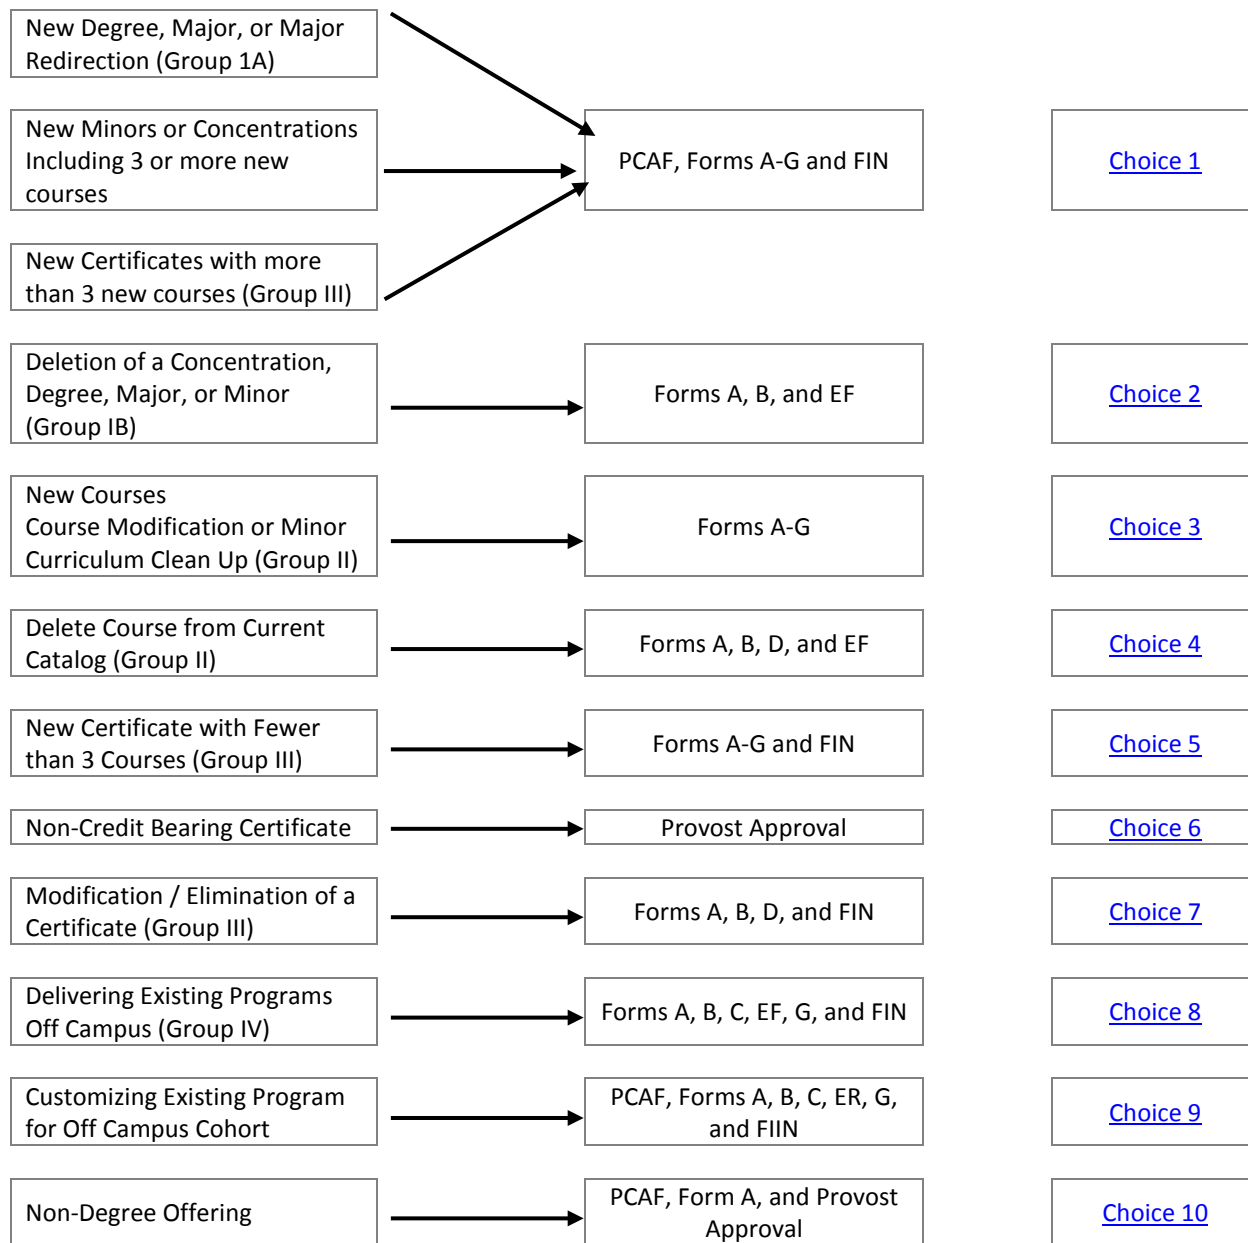 New Degree, Major, or Major
Redirection (Group 1A)
New Minors or Concentrations
Including 3 or more new
courses
PCAF, Forms A-G and FIN
Choice 1
New Certificates with more
than 3 new courses (Group III)
Deletion of a Concentration,
Degree, Major, or Minor
(Group IB)
Forms A, B, and EF
Choice 2
New Courses
Course Modification or Minor
Curriculum Clean Up (Group II)
Forms A-G
Choice 3
Delete Course from Current
Catalog (Group II)
Forms A, B, D, and EF
Choice 4
New Certificate with Fewer
than 3 Courses (Group III)
Forms A-G and FIN
Choice 5
Non-Credit Bearing Certificate
Provost Approval
Choice 6
Modification / Elimination of a
Certificate (Group III)
Forms A, B, D, and FIN
Choice 7
Delivering Existing Programs
Off Campus (Group IV)
Forms A, B, C, EF, G, and FIN
Choice 8
Customizing Existing Program
for Off Campus Cohort
PCAF, Forms A, B, C, ER, G,
and FIIN
Choice 9
Non-Degree Offering
PCAF, Form A, and Provost
Approval
Choice 10